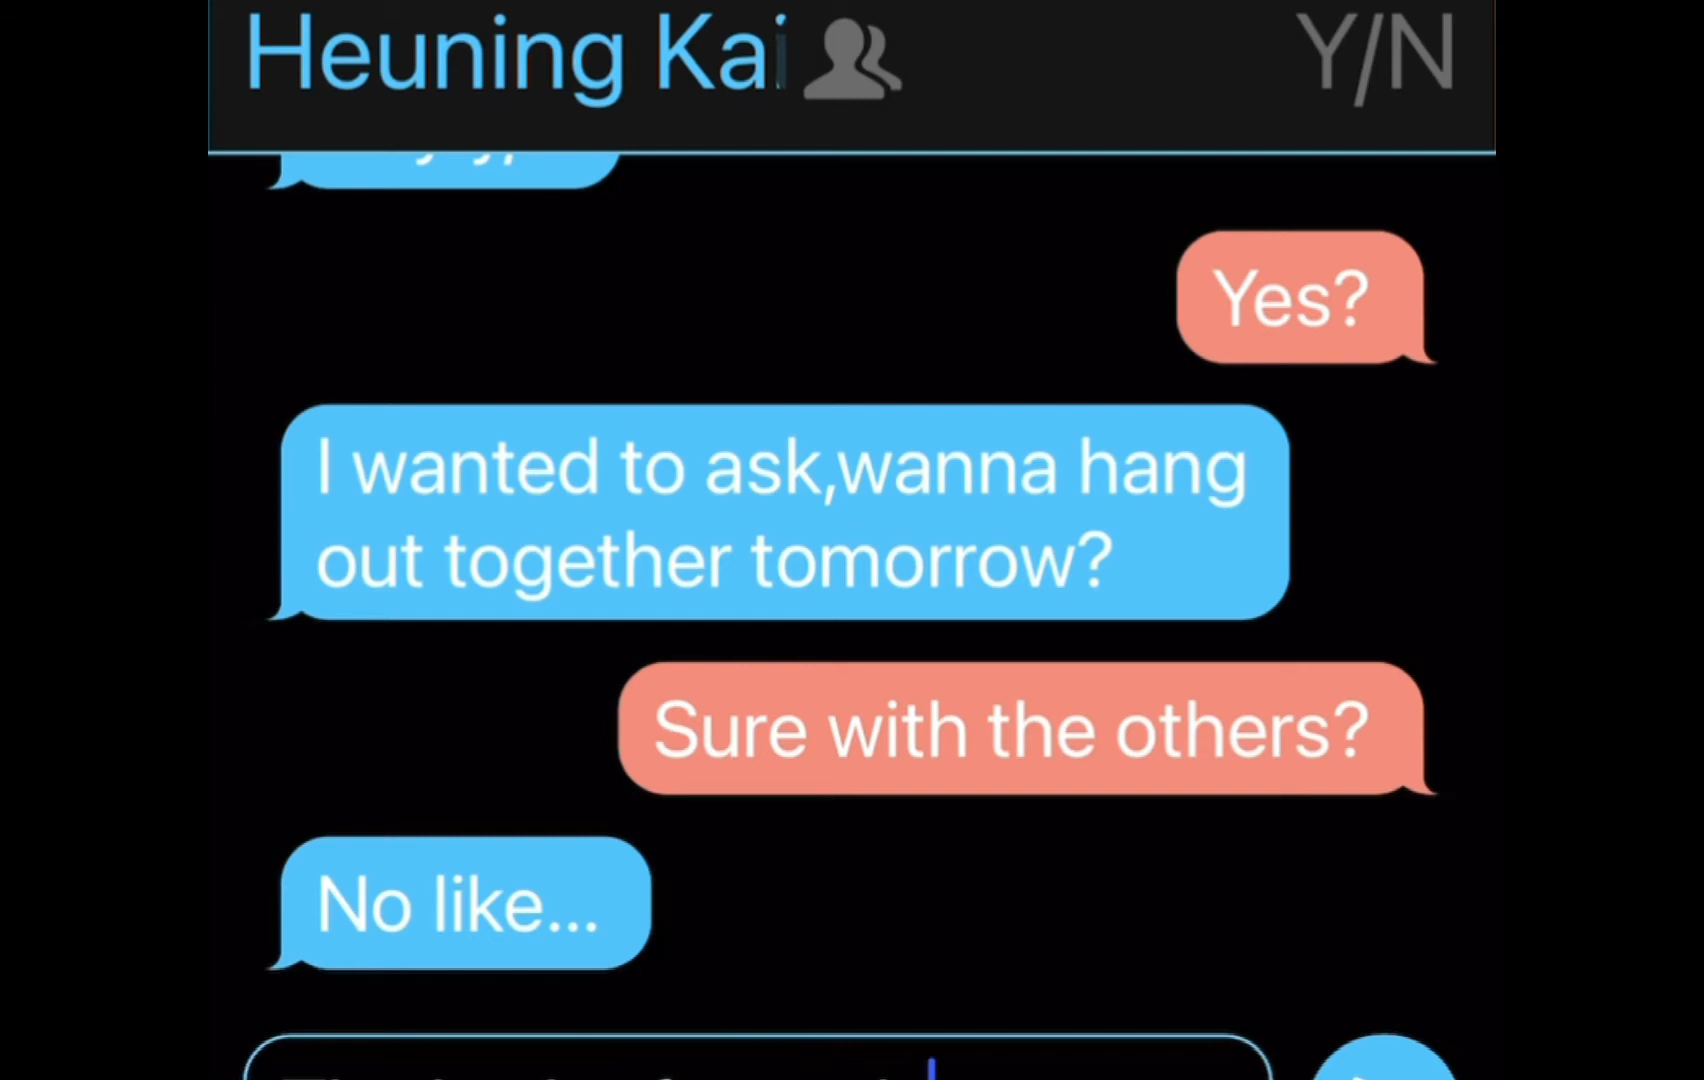 Heuning Kai
Y/N
Yes?
I wanted to ask,wanna hang
out together tomorrow?
Sure with the others?
No like...